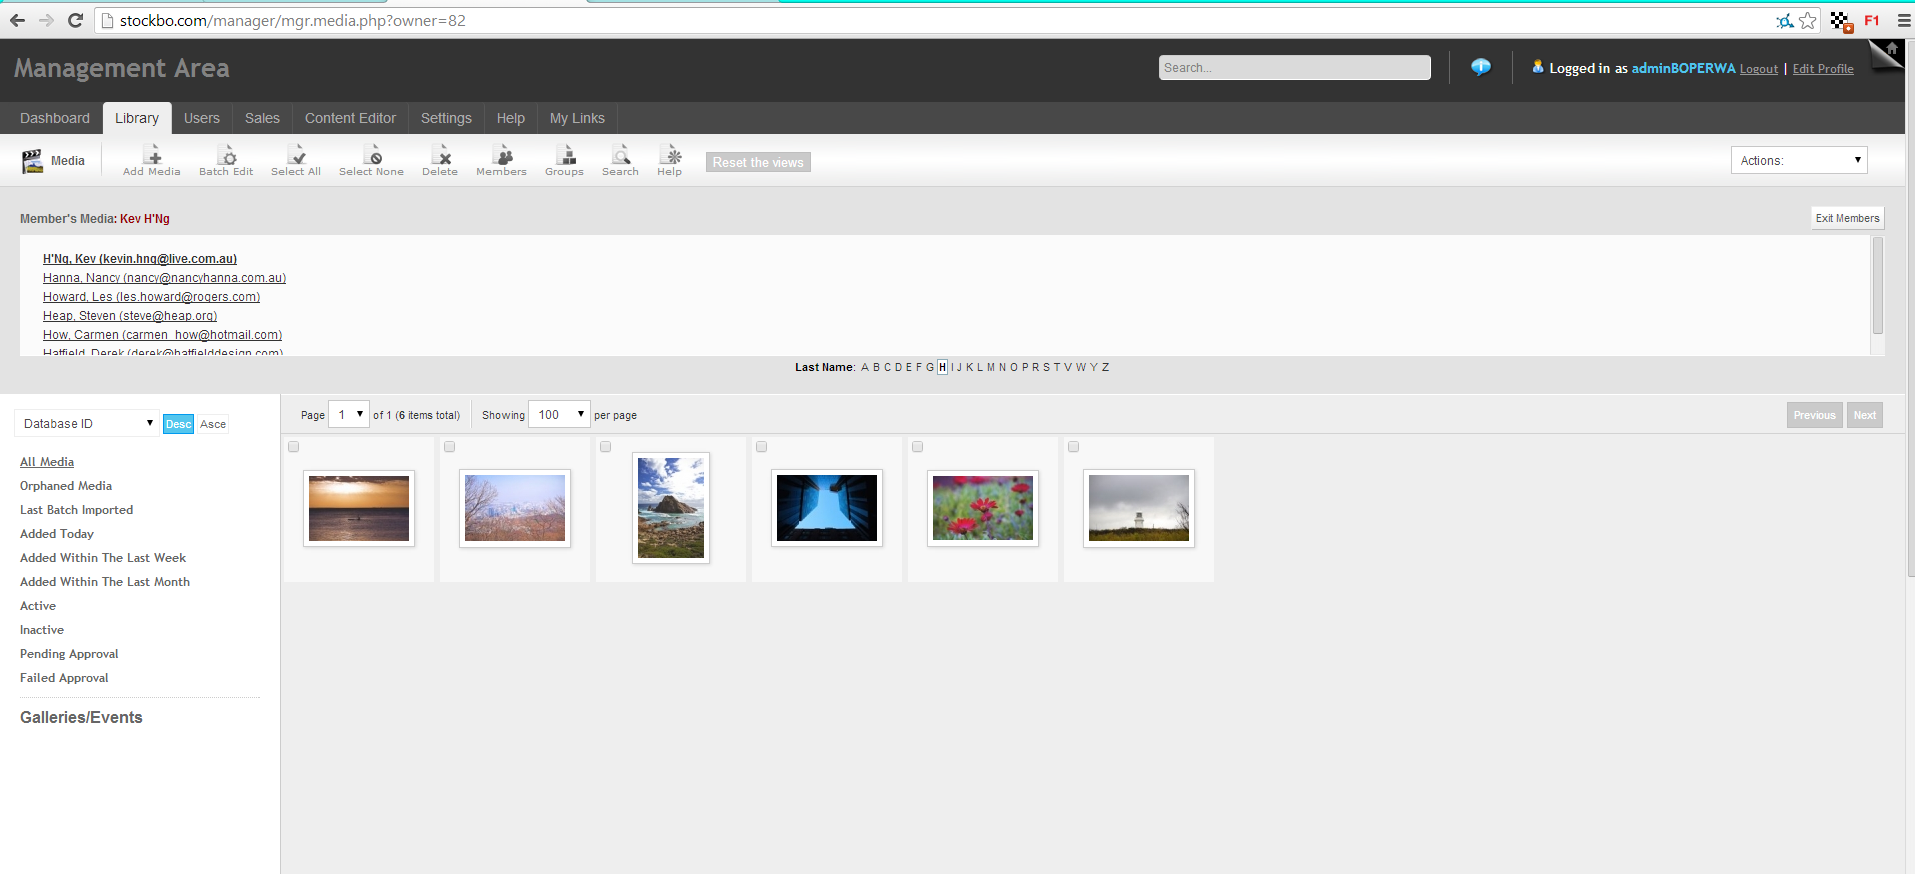 stockbo.com/manager/mgr.media.php?owner=82
F1
Management Area
Search...
Logged in as adminBOPERWA Logout | Edit Profile
Dashboard Library Users Sales Content Editor Settings Help My Links
Media
Add Media Batch Edit Select All Select None Delete Members Groups Search Help
Reset the views
Actions:
Member's Media: Kev H'Ng
Exit Members
H'Ng, Kev (kevin.hng@live.com.au)
Hanna, Nancy (nancy@nancyhanna.com.au)
Howard, Les (les.howard@rogers.com)
Heap, Steven (steve@heap.org)
How, Carmen (carmen_how@hotmail.com)
Hatfield, Derek (derek@hatfielddesign.com)
Last Name: A B C D E F G H I J K L M N O P R S T V W Y Z
Database ID Desc Asce
Page 1 of 1 (6 items total) Showing 100 per page
Previous Next
All Media
Orphaned Media
Last Batch Imported
Added Today
Added Within The Last Week
Added Within The Last Month
Active
Inactive
Pending Approval
Failed Approval
Galleries/Events